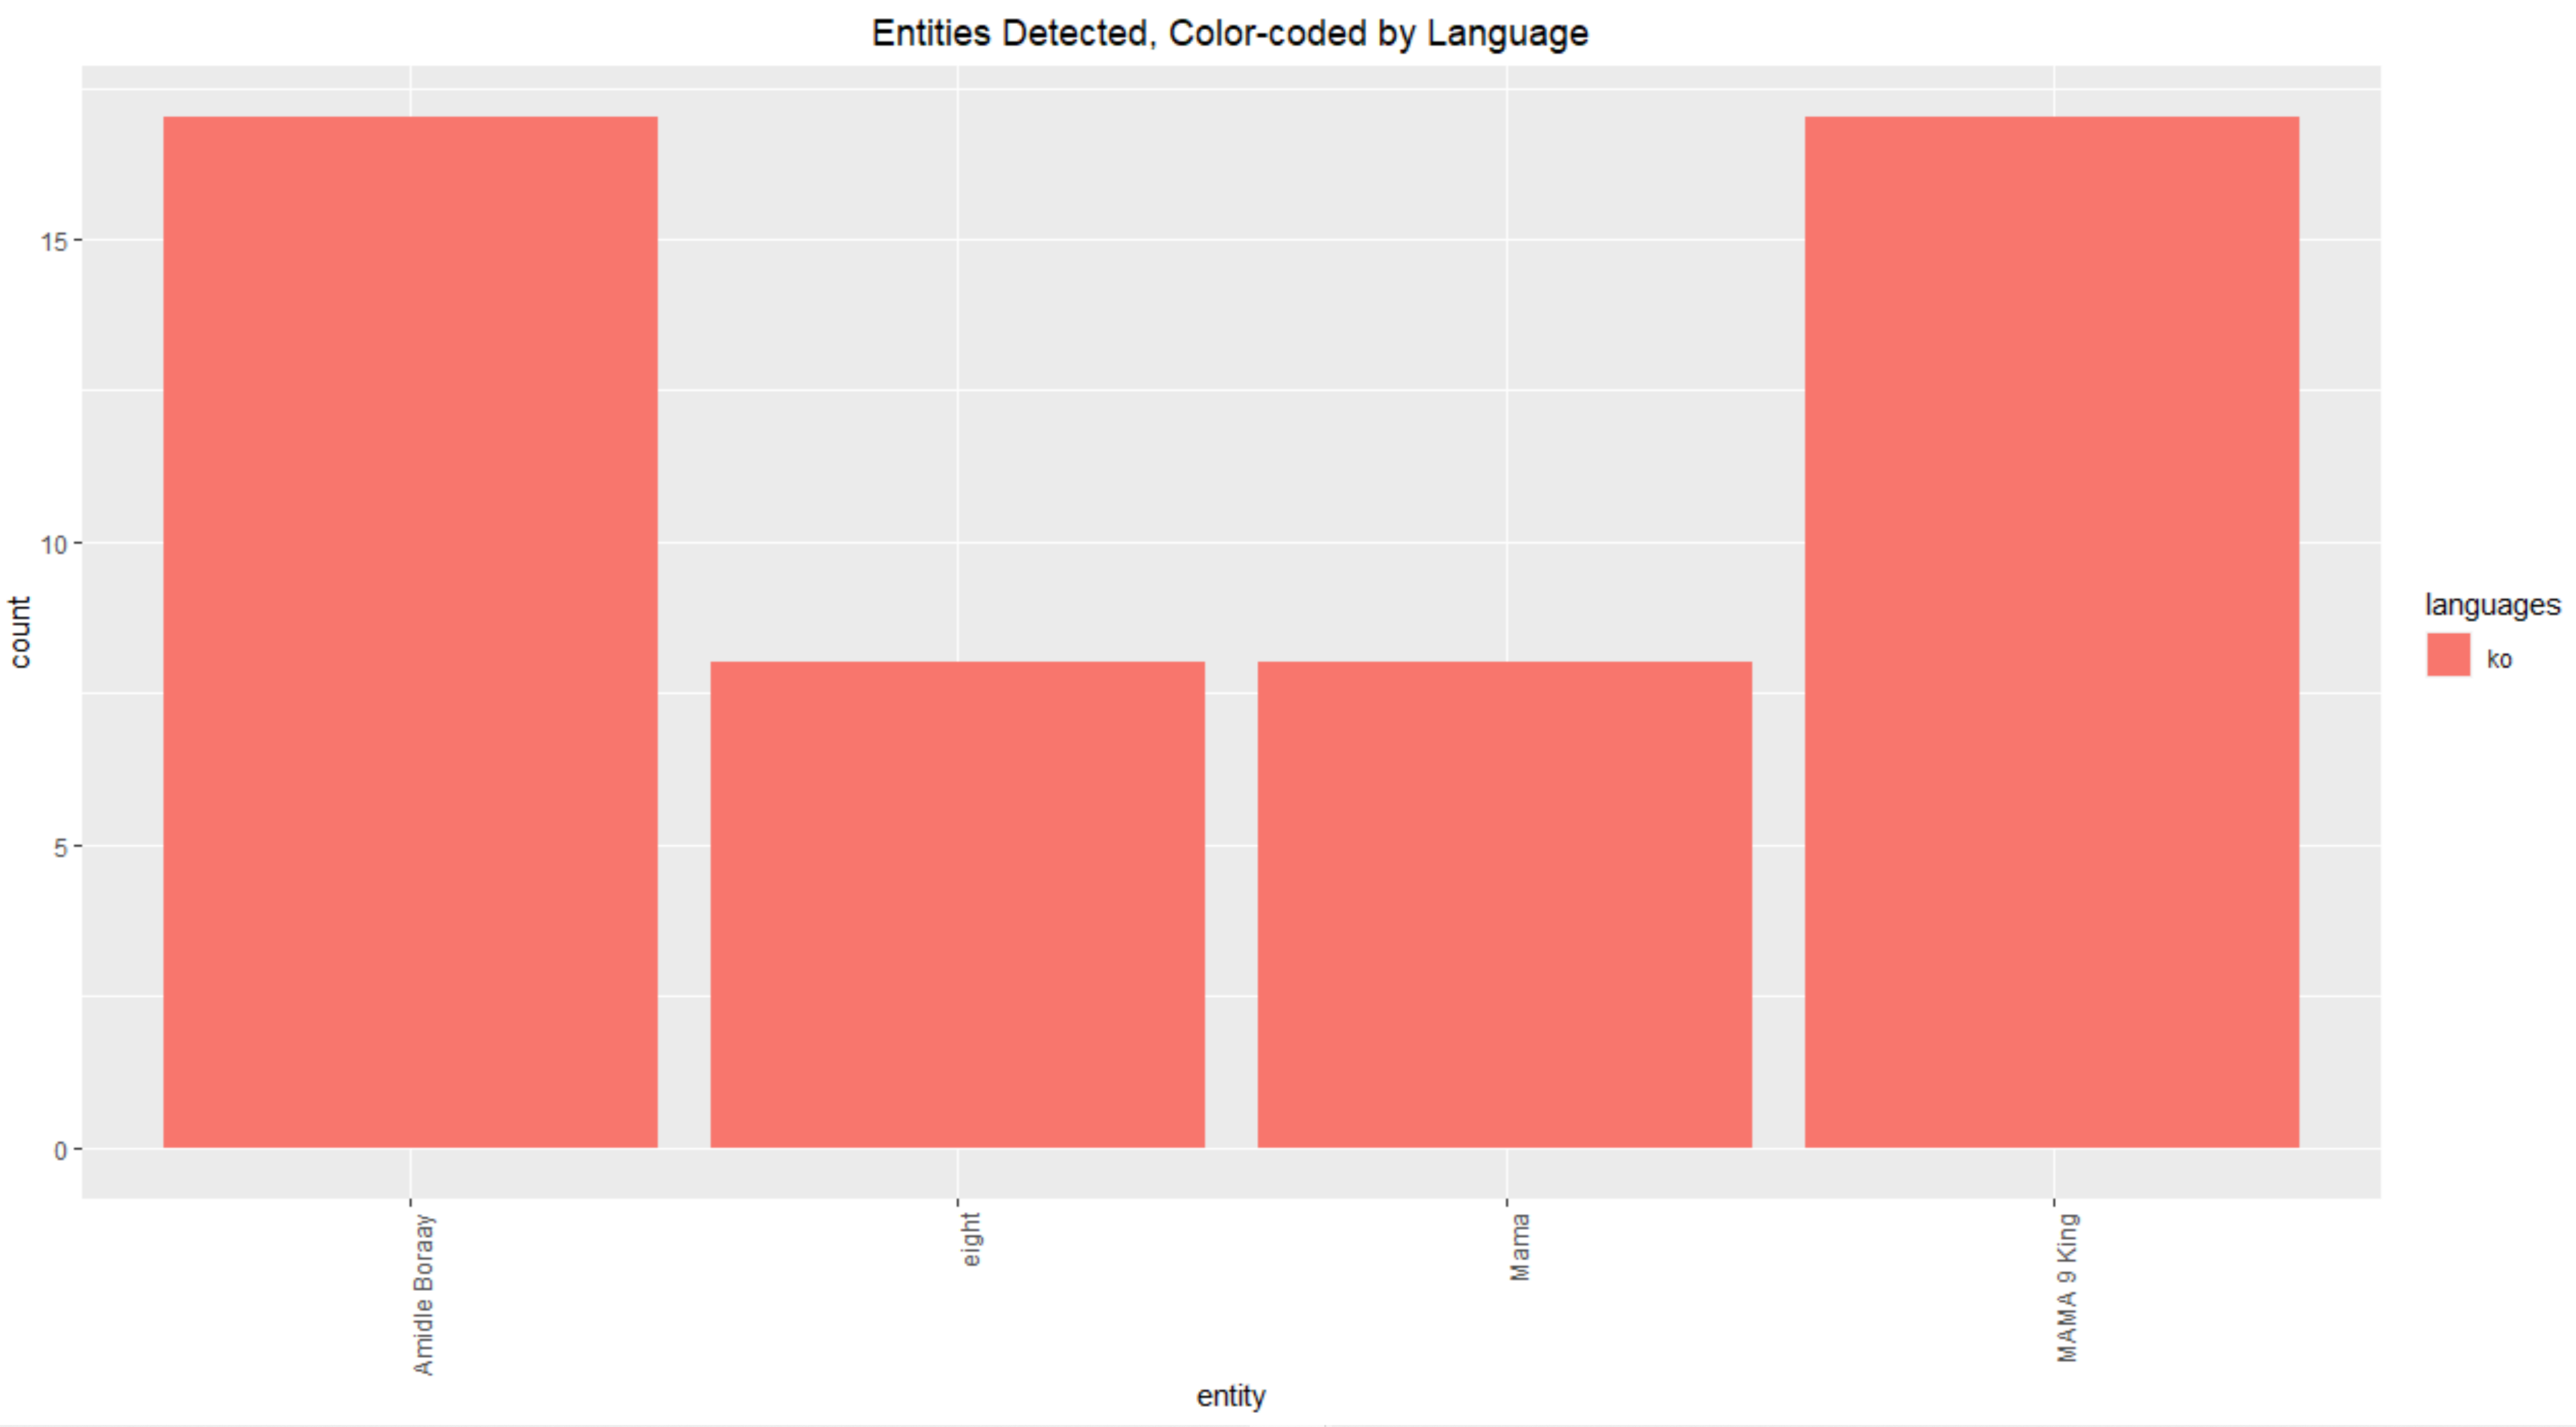 Entities Detected, Color-coded by Language
count
15
10
5
0
Amidle Boraay
eight
Mama
MAMA 9 King
entity
languages
ko